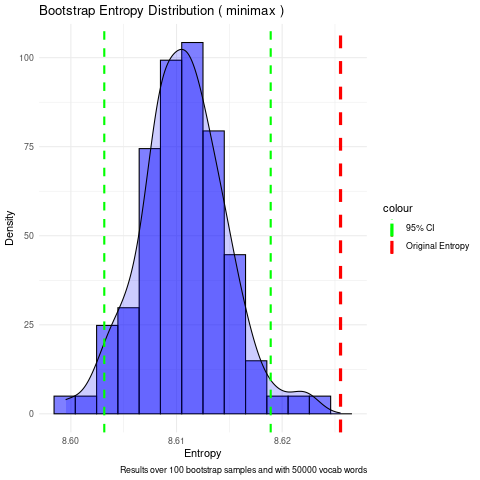 Bootstrap Entropy Distribution ( minimax )
100
75
50
25
0
Density
8.60
8.61
8.62
Entropy
colour
95% CI
Original Entropy
Results over 100 bootstrap samples and with 50000 vocab words